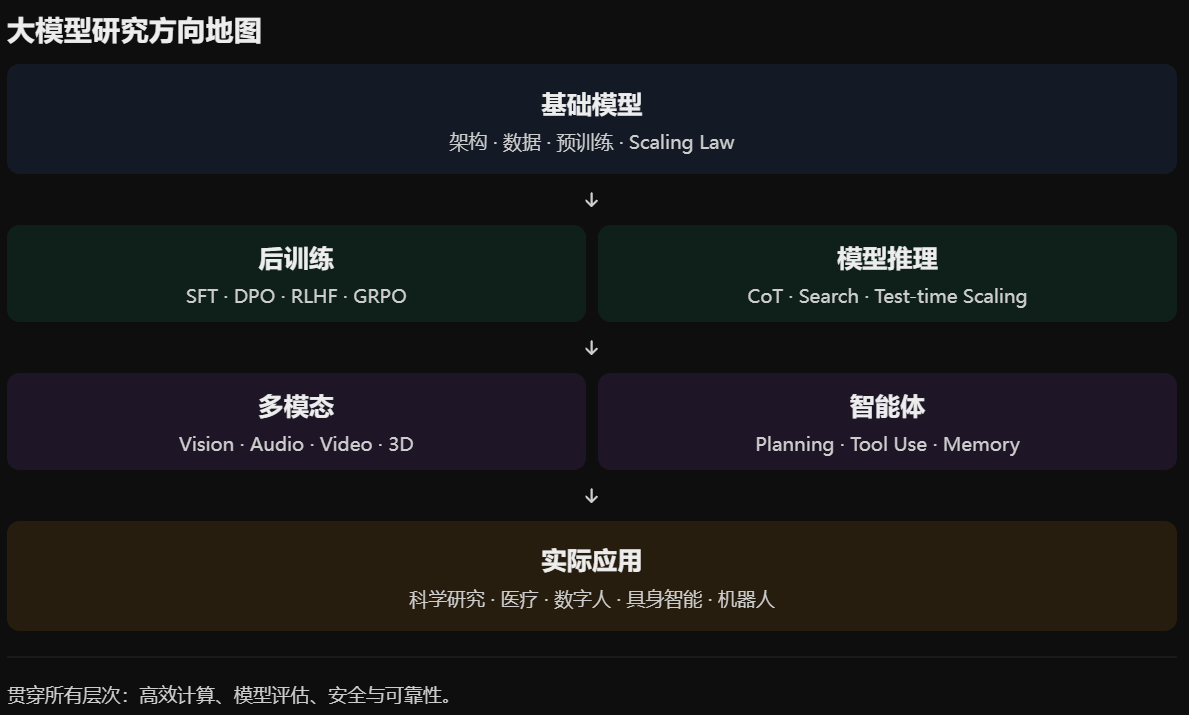 大模型研究方向地图
基础模型
架构 · 数据 · 预训练 · Scaling Law
↓
后训练
SFT · DPO · RLHF · GRPO
模型推理
CoT · Search · Test-time Scaling
↓
多模态
Vision · Audio · Video · 3D
智能体
Planning · Tool Use · Memory
↓
实际应用
科学研究 · 医疗 · 数字人 · 具身智能 · 机器人
贯穿所有层次：高效计算、模型评估、安全与可靠性。